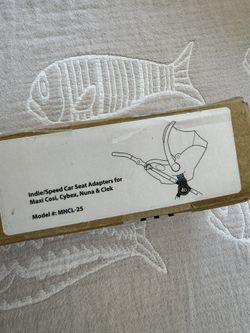 Indie/Speed Car Seat Adapters for
Maxi Cosi, Cybex, Nuna & Clek
Model #: MNCL-25